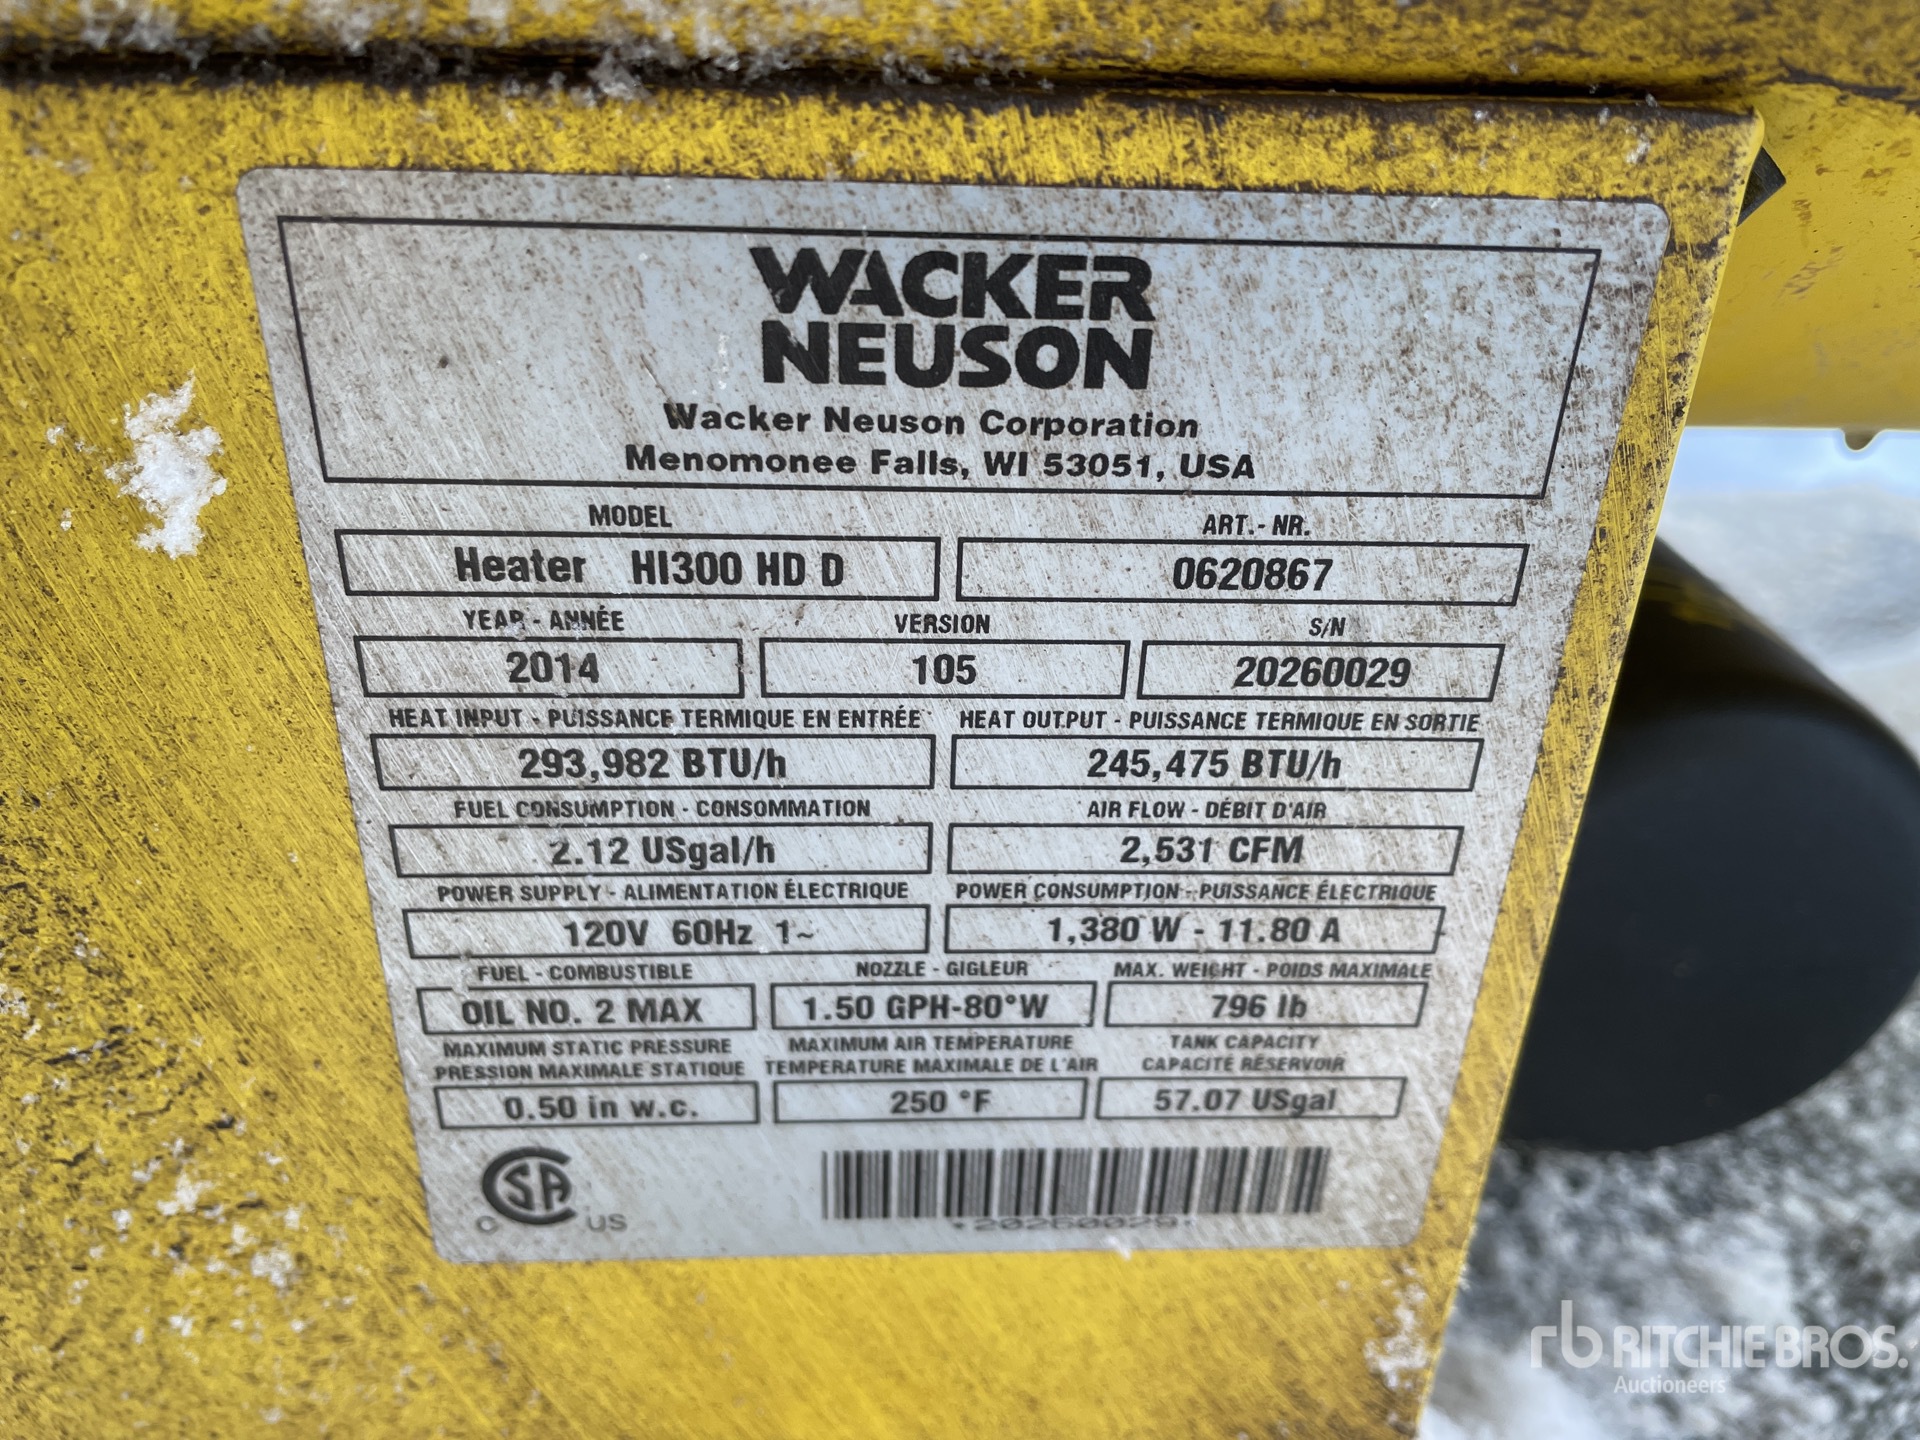 WACKER
NEUSON
Wacker Neuson Corporation
Menomonee Falls, WI 53051, USA
MODEL ART.- NR.
Heater HI300 HD D 0620867
YEAR - ANNÉE VERSION S/N
2014 105 20260029
HEAT INPUT - PUISSANCE TERMIQUE EN ENTRÉE HEAT OUTPUT - PUISSANCE TERMIQUE EN SORTIE
293,982 BTU/h 245,475 BTU/h
FUEL CONSUMPTION - CONSOMMATION AIR FLOW - DÉBIT D'AIR
2.12 USgal/h 2,531 CFM
POWER SUPPLY - ALIMENTATION ÉLECTRIQUE POWER CONSUMPTION - PUISSANCE ÉLECTRIQUE
120V 60Hz 1~ 1,380 W - 11.80 A
FUEL - COMBUSTIBLE NOZZLE - GIGLEUR MAX. WEIGHT - POIDS MAXIMALE
OIL NO. 2 MAX 1.50 GPH-80°W 796 lb
MAXIMUM STATIC PRESSURE MAXIMUM AIR TEMPERATURE TANK CAPACITY
PRESSION MAXIMALE STATIQUE TEMPERATURE MAXIMALE DE L'AIR CAPACITÉ RÉSERVOIR
0.50 in w.c. 250 °F 57.07 USgal
CSA
C US
*20260029*
rb RITCHIE BROS.
Auctioneers